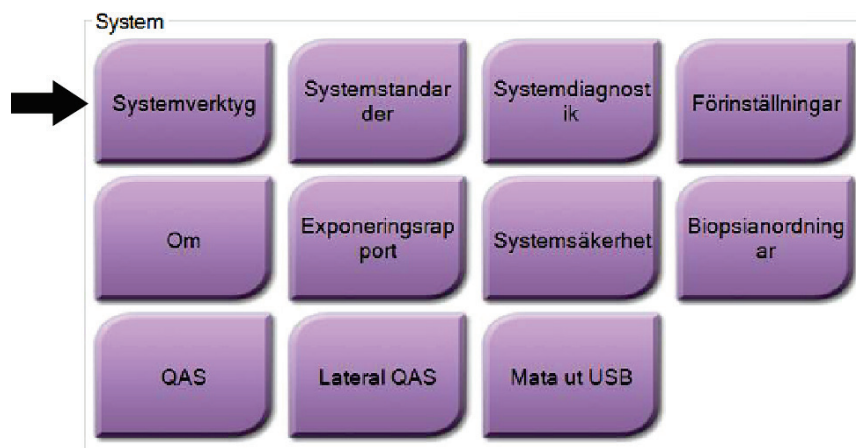 System
Systemverktyg
Systemstandar
der
Systemdiagnost
ik
Förinställningar
Om
Exponeringsrap
port
Systemsäkerhet
Biopsianordning
ar
QAS
Lateral QAS
Mata ut USB